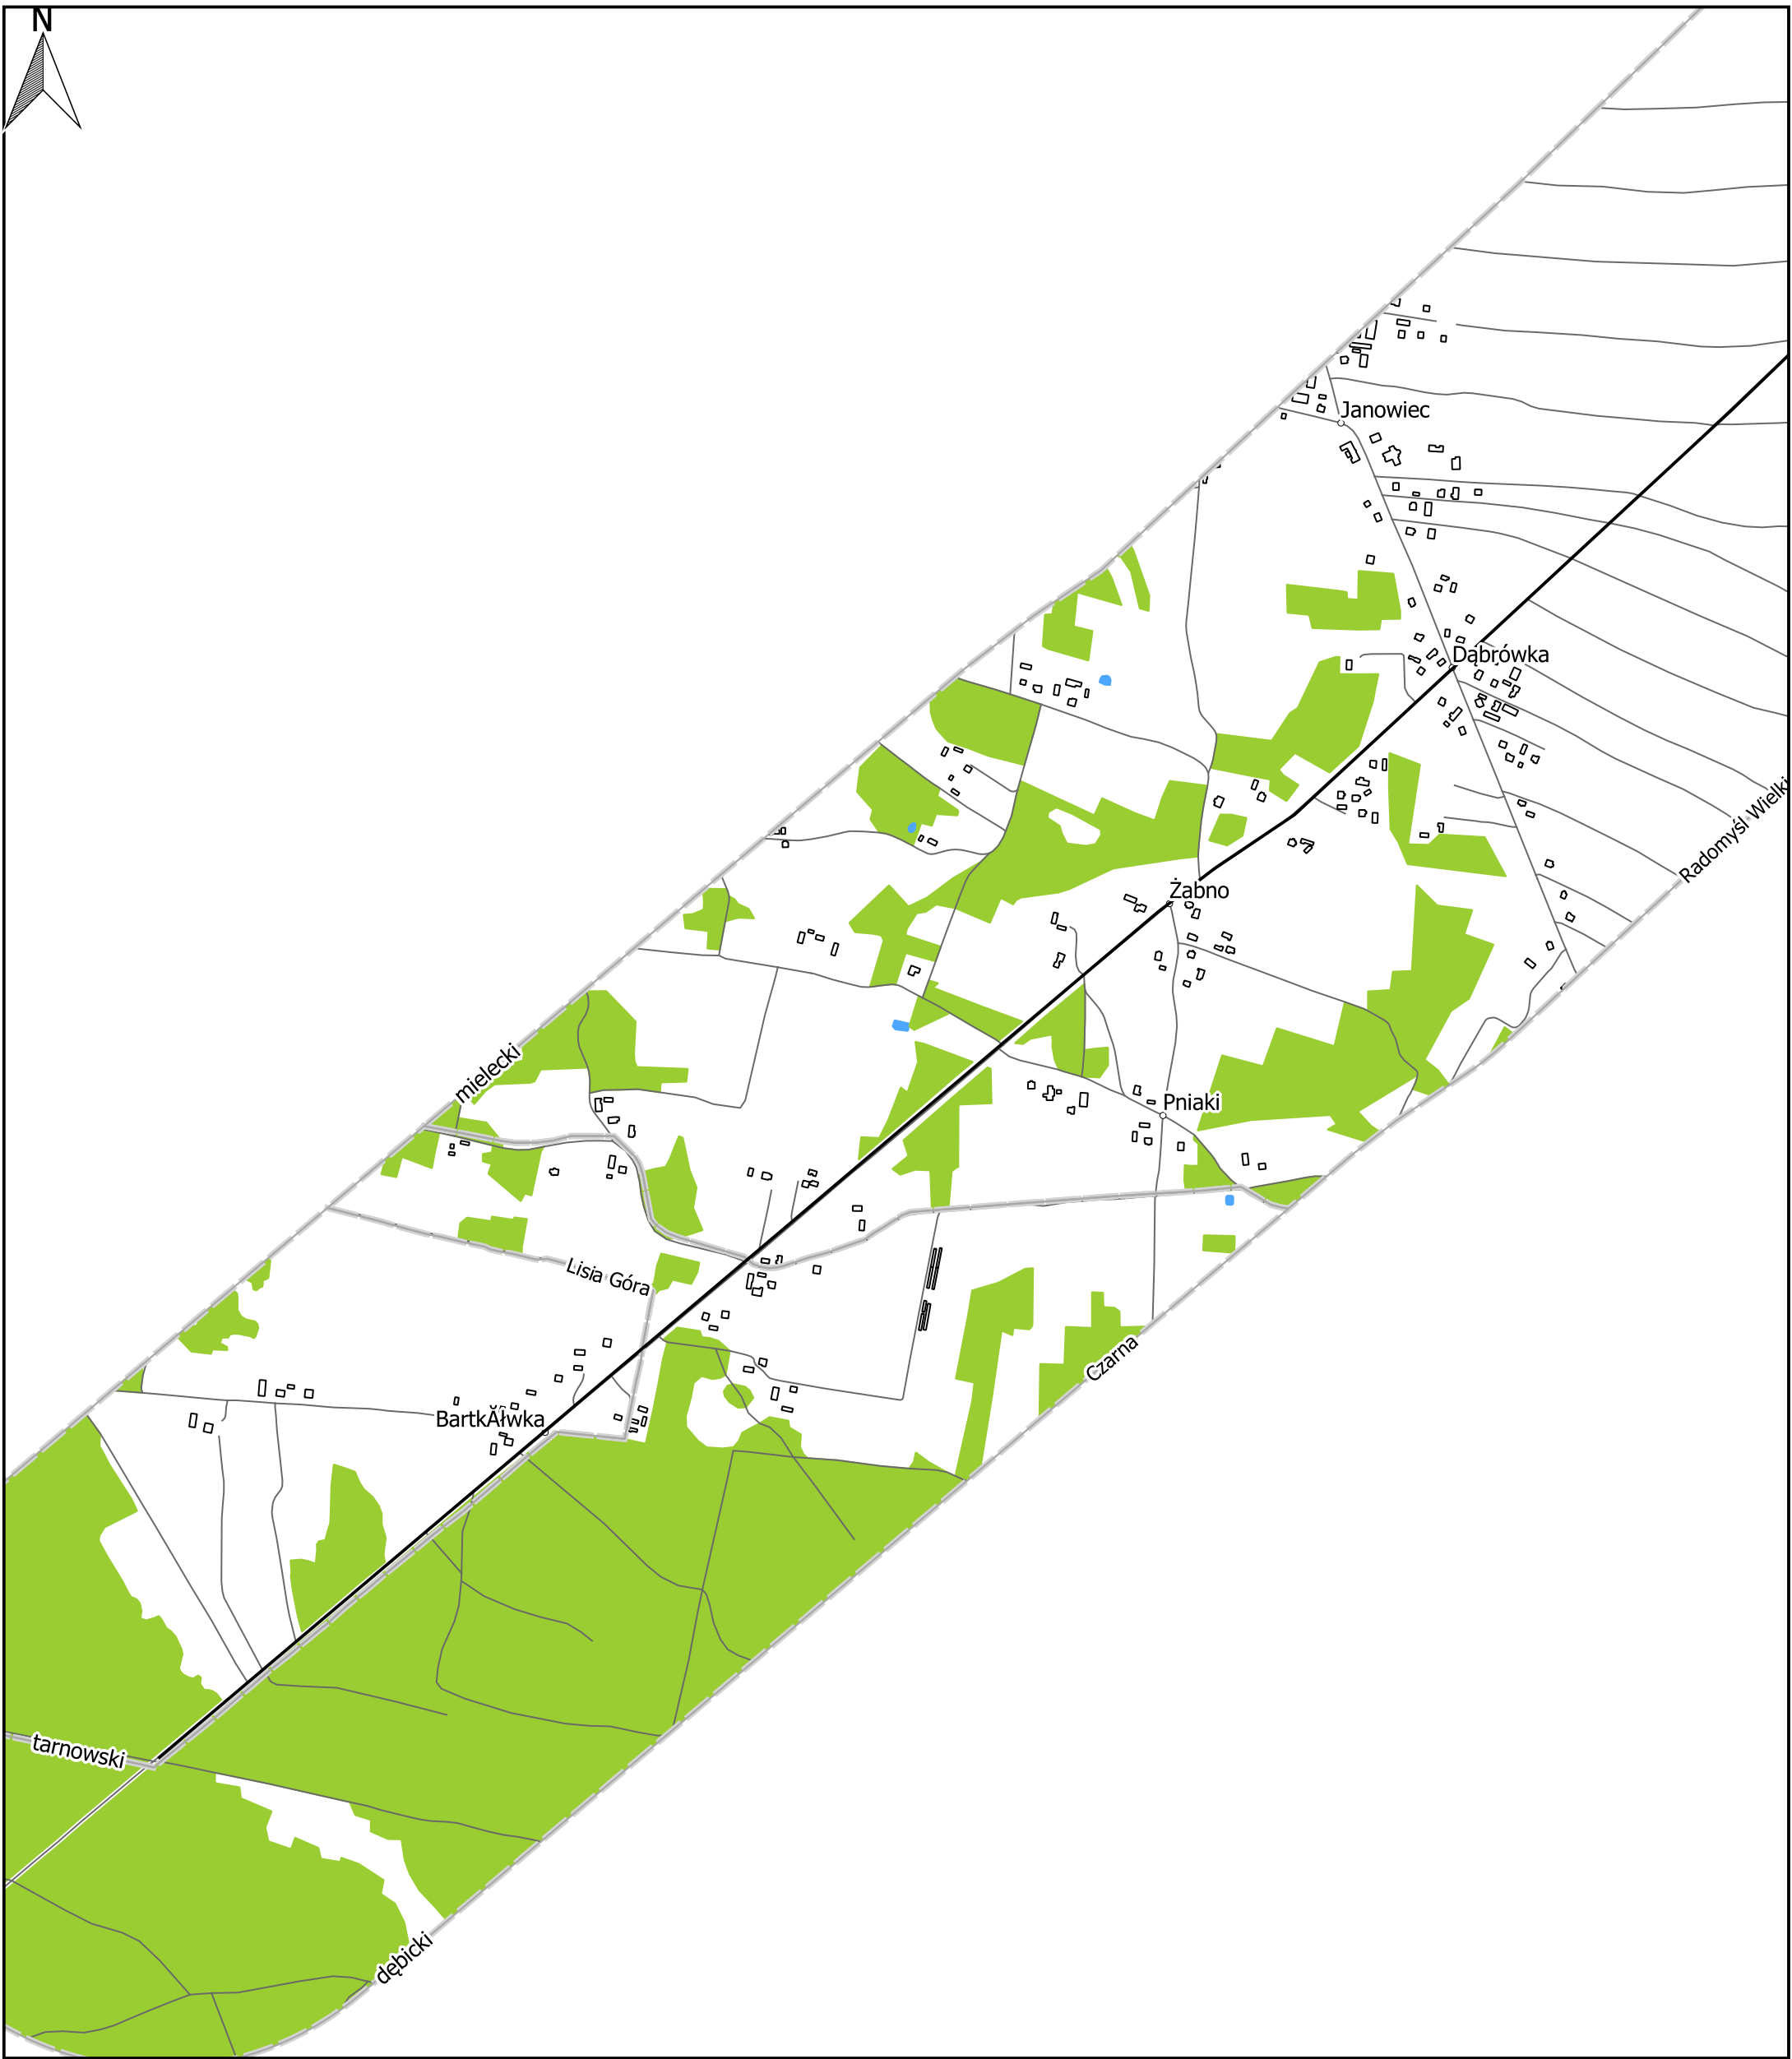 N
Janowiec
Dąbrówka
Radomyśl Wielki
Żabno
mielecki
Pniaki
Lisia Góra
Czarna
BartkĂłwka
tarnowski
dębicki